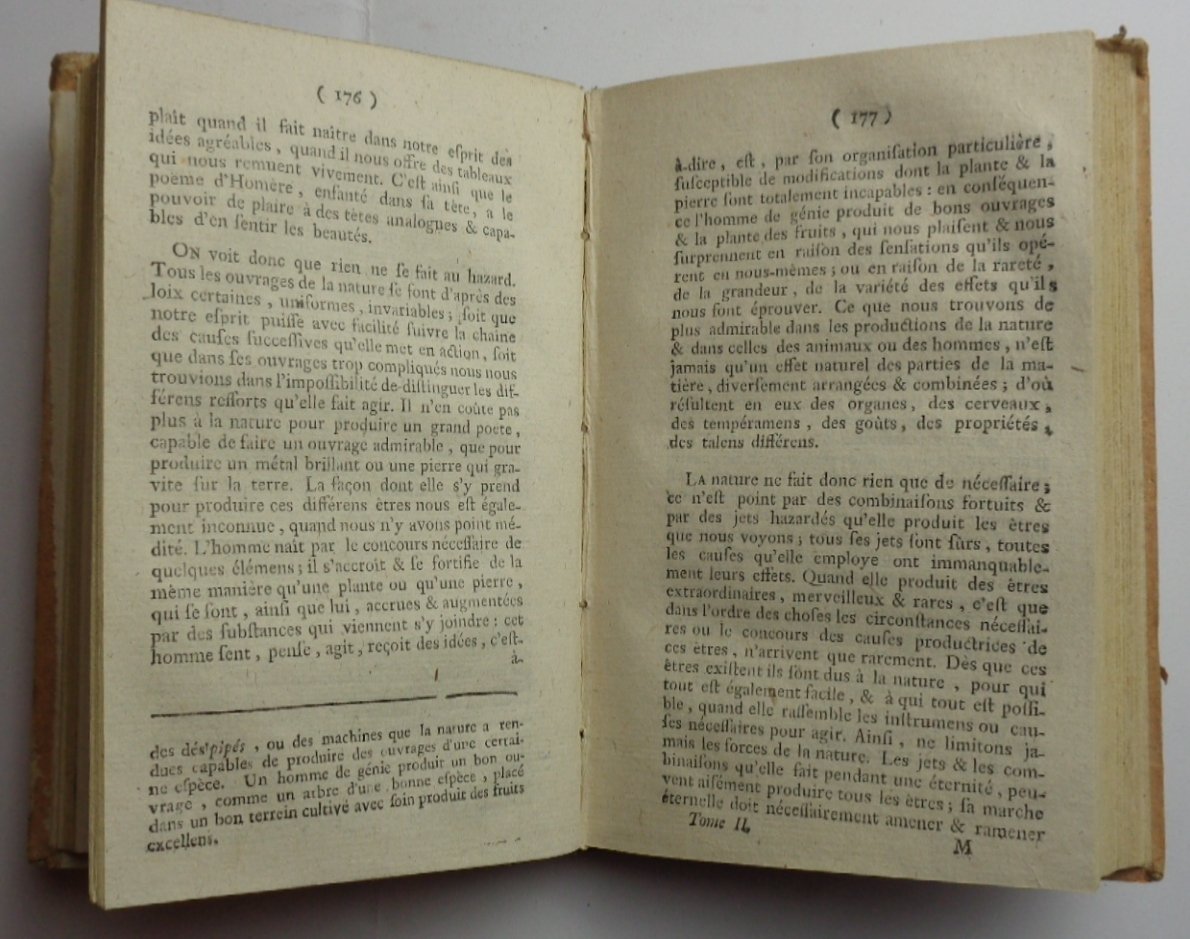 ( 176 )
plaît quand il fait naître dans notre eſprit des
idées agréables, quand il nous offre des tableaux
qui nous remuent vivement. C'eſt ainſi que le
poëme d'Homère, enfanté dans ſa tête, a le
pouvoir de plaire à des têtes analogues & capa-
bles d'en ſentir les beautés.
ON voit donc que rien ne ſe fait au hazard.
Tous les ouvrages de la nature ſe font d'après des
loix certaines, uniformes, invariables; ſoit que
notre eſprit puiſſe avec facilité ſuivre la chaîne
des cauſes ſucceſſives qu'elle met en action, ſoit
que dans ſes ouvrages trop compliqués nous nous
trouvions dans l'impoſſibilité de diſtinguer les dif-
férens reſſorts qu'elle fait agir. Il n'en coûte pas
plus à la nature pour produire un grand poete,
capable de faire un ouvrage admirable, que pour
produire un métal brillant ou une pierre qui gra-
vite ſur la terre. La façon dont elle s'y prend
pour produire ces différens êtres nous eſt égale-
ment inconnue, quand nous n'y avons point mé-
dité. L'homme naît par le concours néceſſaire de
quelques élémens; il s'accroit & ſe fortifie de la
même manière qu'une plante ou qu'une pierre,
qui ſe ſont, ainſi que lui, accrues & augmentées
par des ſubſtances qui viennent s'y joindre: cet
homme ſent, penſe, agit, reçoit des idées, c'eſt-
à-
des dés pipés, ou des machines que la nature a ren-
dues capables de produire des ouvrages d'une certai-
ne eſpèce. Un homme de génie produit un bon ou-
vrage, comme un arbre d'une bonne eſpèce, placé
dans un bon terrein cultivé avec ſoin produit des fruits
excellens.
( 177 )
à-dire, eſt, par ſon organiſation particulière,
ſuſceptible de modifications dont la plante & la
pierre ſont totalement incapables: en conſéquen-
ce l'homme de génie produit de bons ouvrages
& la plante des fruits, qui nous plaiſent & nous
ſurprennent en raiſon des ſenſations qu'ils opé-
rent en nous-mêmes; ou en raiſon de la rareté,
de la grandeur, de la variété des effets qu'ils
nous font éprouver. Ce que nous trouvons de
plus admirable dans les productions de la nature
& dans celles des animaux ou des hommes, n'eſt
jamais qu'un effet naturel des parties de la ma-
tière, diverſement arrangées & combinées; d'où
réſultent en eux des organes, des cerveaux,
des tempéramens, des goûts, des propriétés,
des talens différens.
LA nature ne fait donc rien que de néceſſaire;
ce n'eſt point par des combinaiſons fortuits &
par des jets hazardés qu'elle produit les êtres
que nous voyons; tous ſes jets ſont ſûrs, toutes
les cauſes qu'elle employe ont immanquable-
ment leurs effets. Quand elle produit des êtres
extraordinaires, merveilleux & rares, c'eſt que
dans l'ordre des choſes les circonſtances néceſſai-
res ou le concours des cauſes productrices de
ces êtres, n'arrivent que rarement. Dès que ces
êtres exiſtent ils ſont dus à la nature, pour qui
tout eſt également facile, & à qui tout eſt poſſi-
ble, quand elle raſſemble les inſtrumens ou cau-
ſes néceſſaires pour agir. Ainſi, ne limitons ja-
mais les forces de la nature. Les jets & les com-
binaiſons qu'elle fait pendant une éternité, peu-
vent aiſément produire tous les êtres; ſa marche
éternelle doit néceſſairement amener & ramener
Tome II.
M